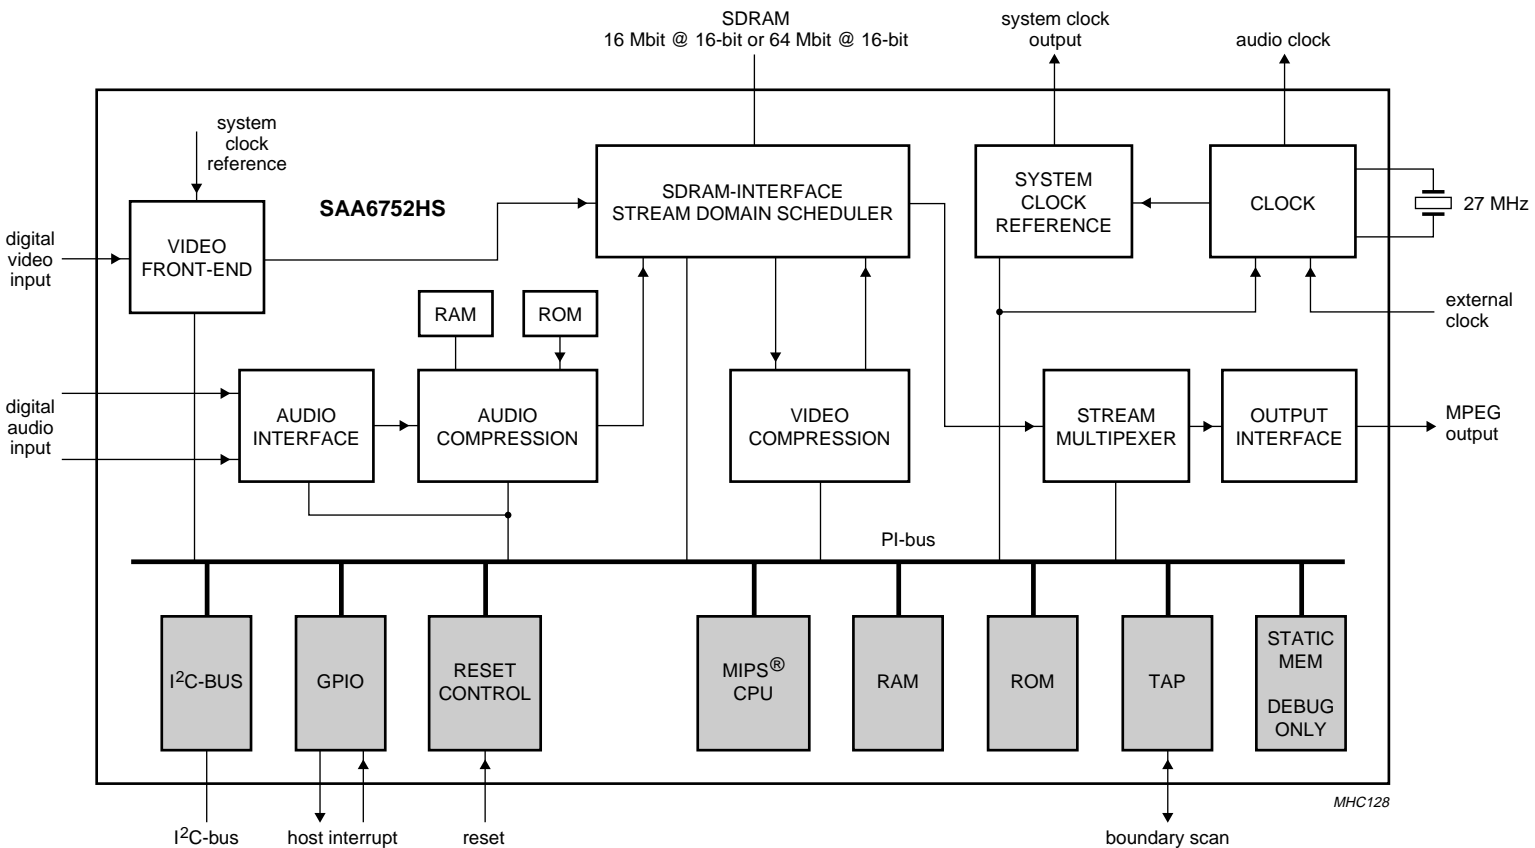 SDRAM
16 Mbit @ 16-bit or 64 Mbit @ 16-bit
system clock
output
audio clock
system
clock
reference
SAA6752HS
SDRAM-INTERFACE
STREAM DOMAIN SCHEDULER
SYSTEM
CLOCK
REFERENCE
CLOCK
27 MHz
digital
video
input
VIDEO
FRONT-END
RAM
ROM
external
clock
digital
audio
input
AUDIO
INTERFACE
AUDIO
COMPRESSION
VIDEO
COMPRESSION
STREAM
MULTIPEXER
OUTPUT
INTERFACE
MPEG
output
PI-bus
I²C-BUS
GPIO
RESET
CONTROL
MIPS®
CPU
RAM
ROM
TAP
STATIC
MEM
DEBUG
ONLY
MHC128
I²C-bus
host interrupt
reset
boundary scan